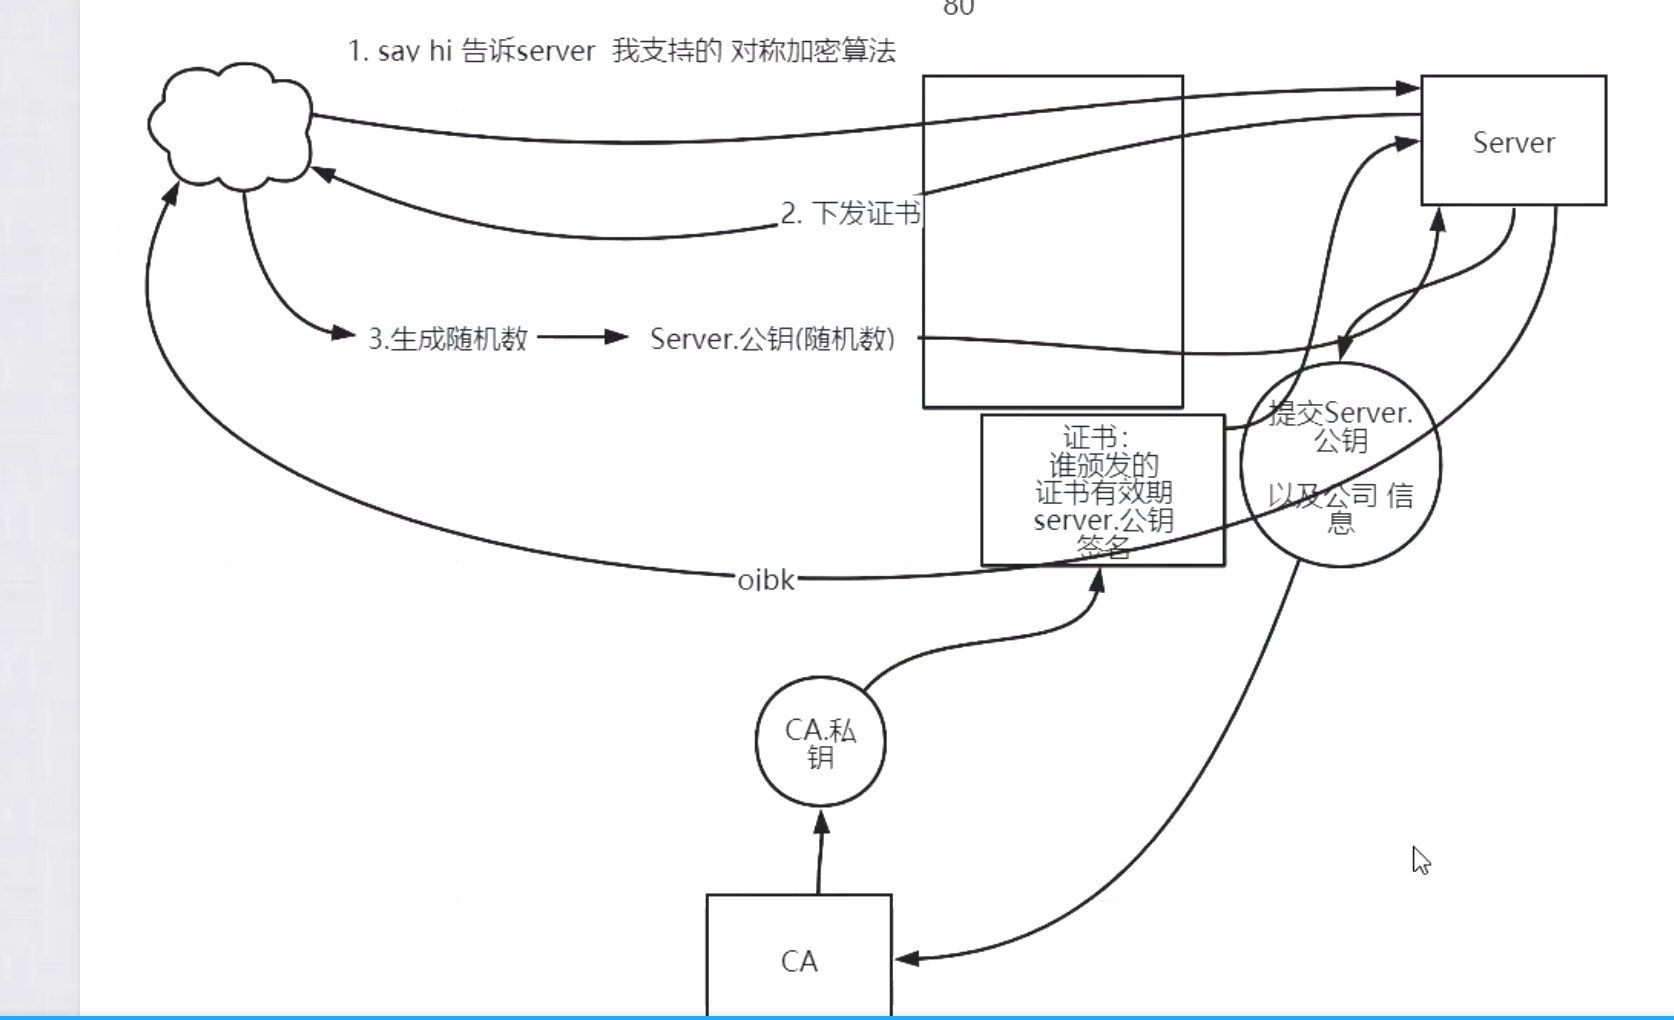 80
1. say hi 告诉server 我支持的 对称加密算法
Server
2. 下发证书
3.生成随机数
Server.公钥(随机数)
提交Server.
公钥
以及公司 信
息
证书:
谁颁发的
证书有效期
server.公钥
签名
ojbk
CA.私
钥
CA